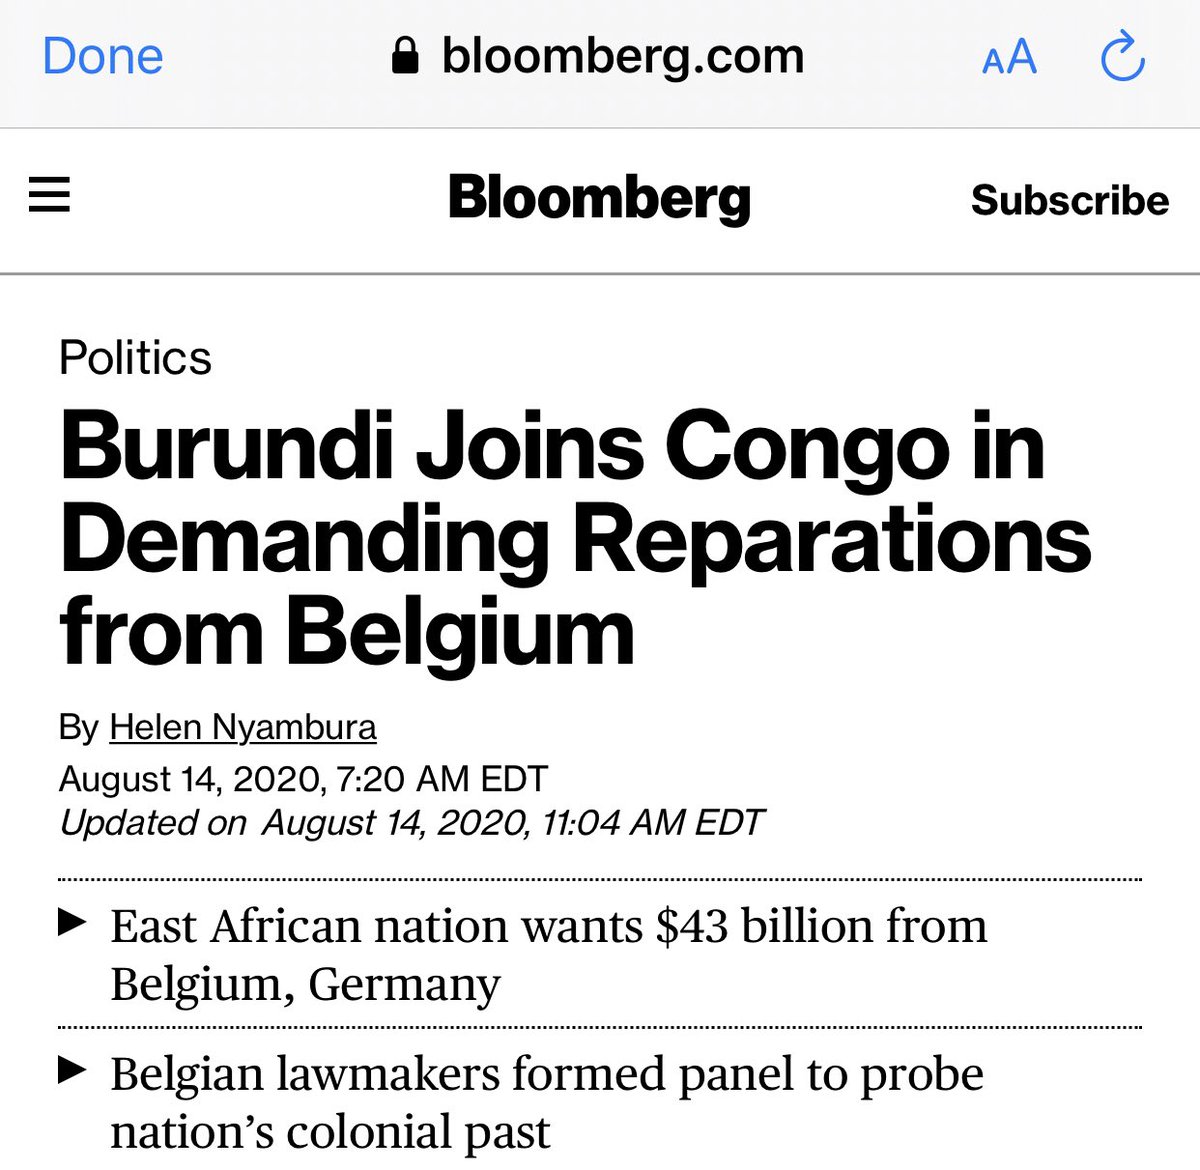 Done bloomberg.com AA
Bloomberg Subscribe
Politics
Burundi Joins Congo in
Demanding Reparations
from Belgium
By Helen Nyambura
August 14, 2020, 7:20 AM EDT
Updated on August 14, 2020, 11:04 AM EDT
East African nation wants $43 billion from
Belgium, Germany
Belgian lawmakers formed panel to probe
nation’s colonial past